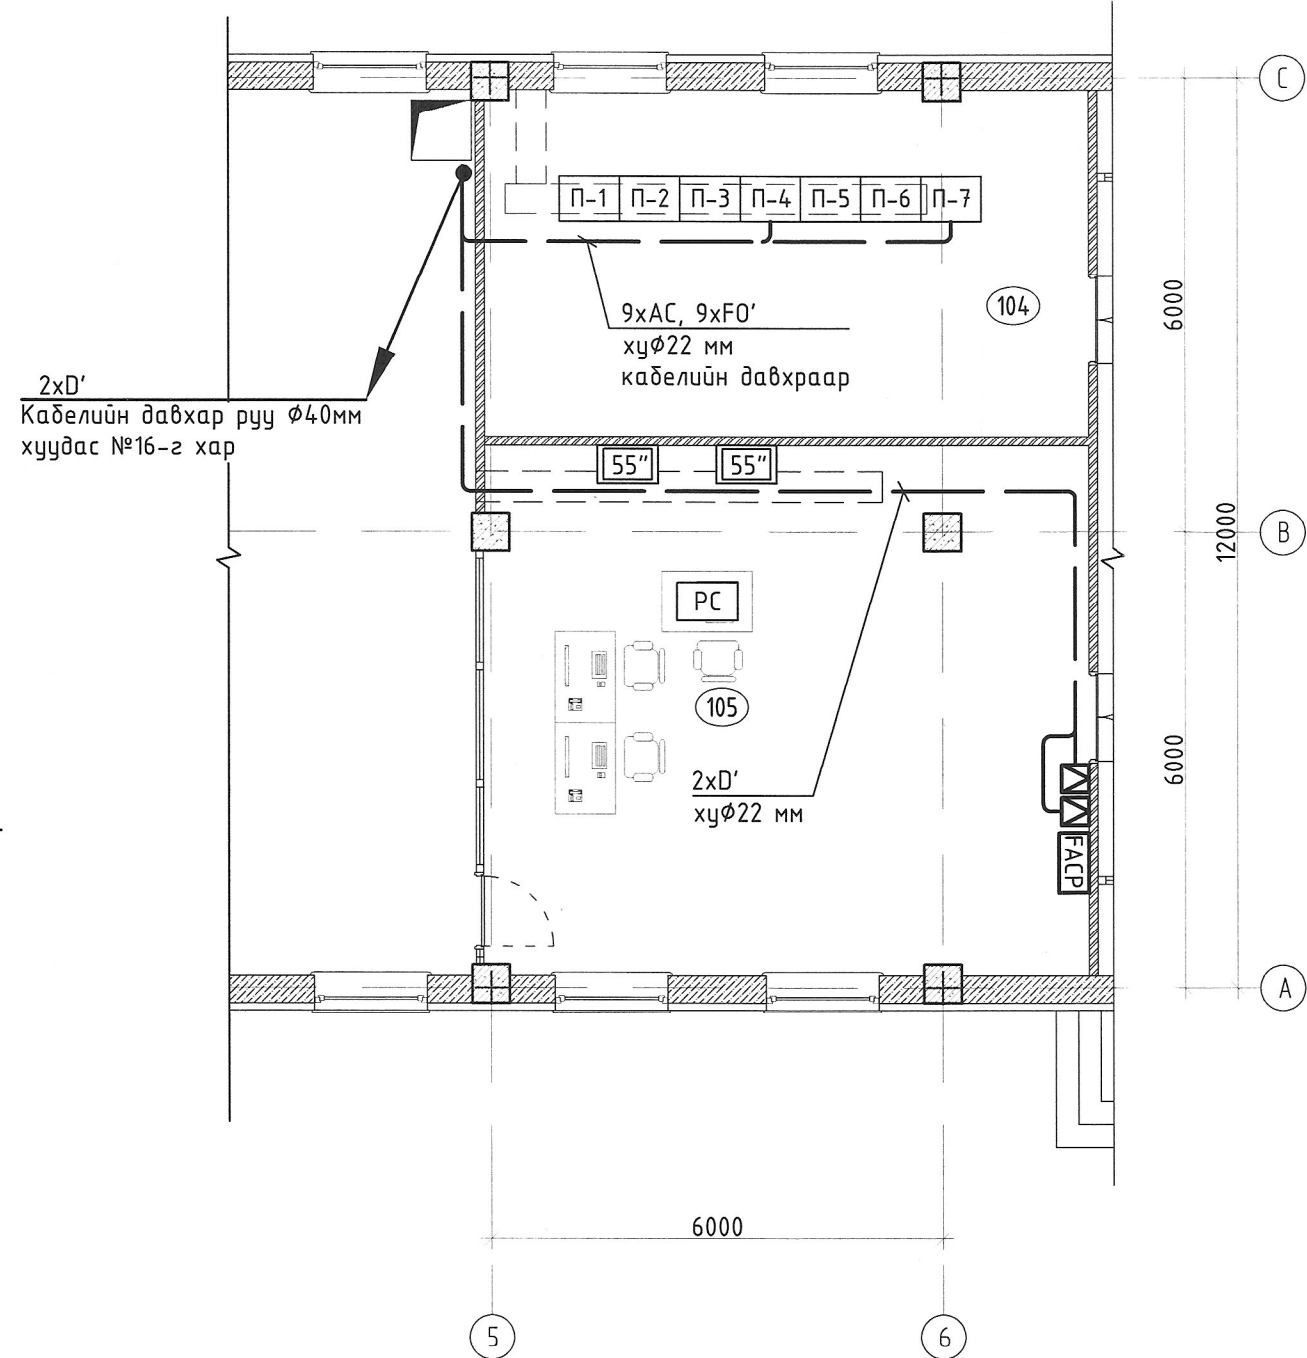 C
П-1 П-2 П-3 П-4 П-5 П-6 П-7
9xAC, 9xFO'
хуФ22 мм
кабелийн давхраар
104
6000
2xD'
Кабелийн давхар руу Ф40мм
хуудас №16-г хар
55" 55"
12000
B
PC
105
2xD'
хуФ22 мм
6000
FACP
A
6000
5 6